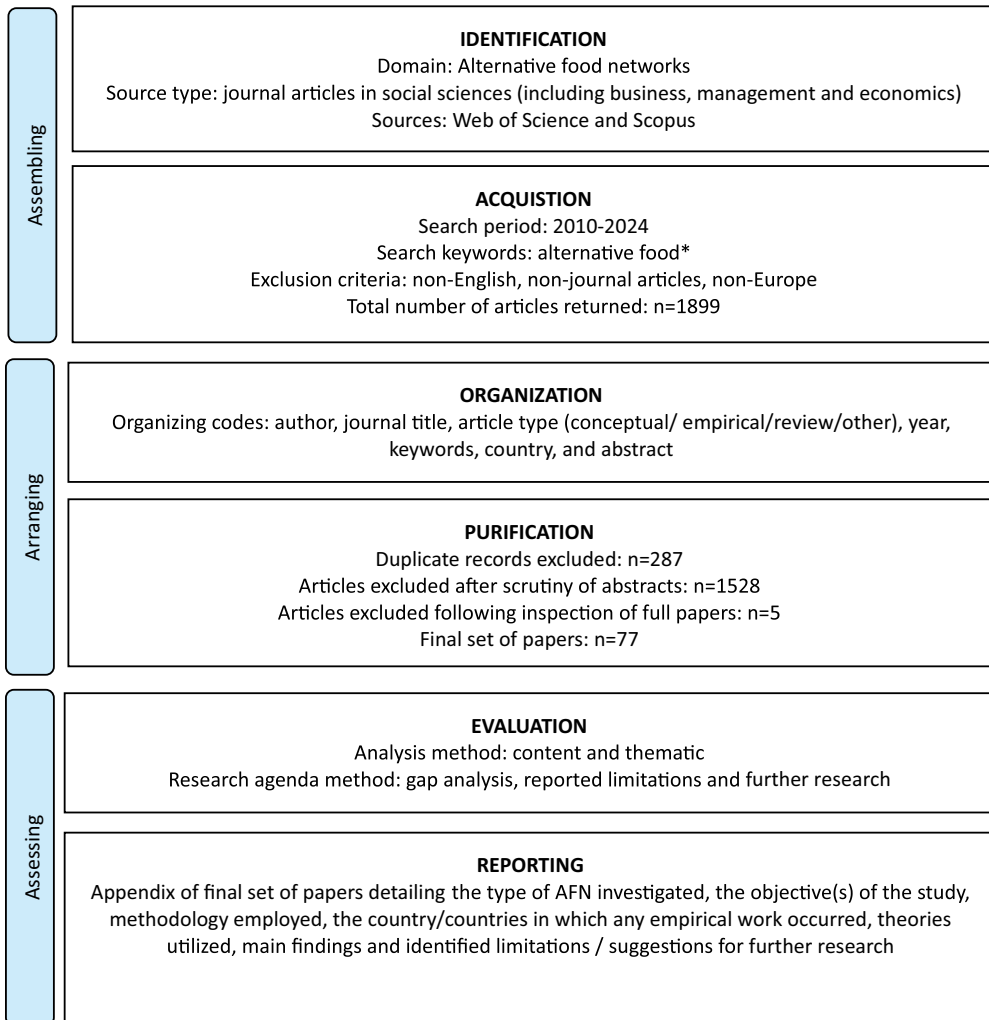 Assembling
IDENTIFICATION
Domain: Alternative food networks
Source type: journal articles in social sciences (including business, management and economics)
Sources: Web of Science and Scopus
ACQUISTION
Search period: 2010-2024
Search keywords: alternative food*
Exclusion criteria: non-English, non-journal articles, non-Europe
Total number of articles returned: n=1899
Arranging
ORGANIZATION
Organizing codes: author, journal title, article type (conceptual/ empirical/review/other), year,
keywords, country, and abstract
PURIFICATION
Duplicate records excluded: n=287
Articles excluded after scrutiny of abstracts: n=1528
Articles excluded following inspection of full papers: n=5
Final set of papers: n=77
Assessing
EVALUATION
Analysis method: content and thematic
Research agenda method: gap analysis, reported limitations and further research
REPORTING
Appendix of final set of papers detailing the type of AFN investigated, the objective(s) of the study,
methodology employed, the country/countries in which any empirical work occurred, theories
utilized, main findings and identified limitations / suggestions for further research